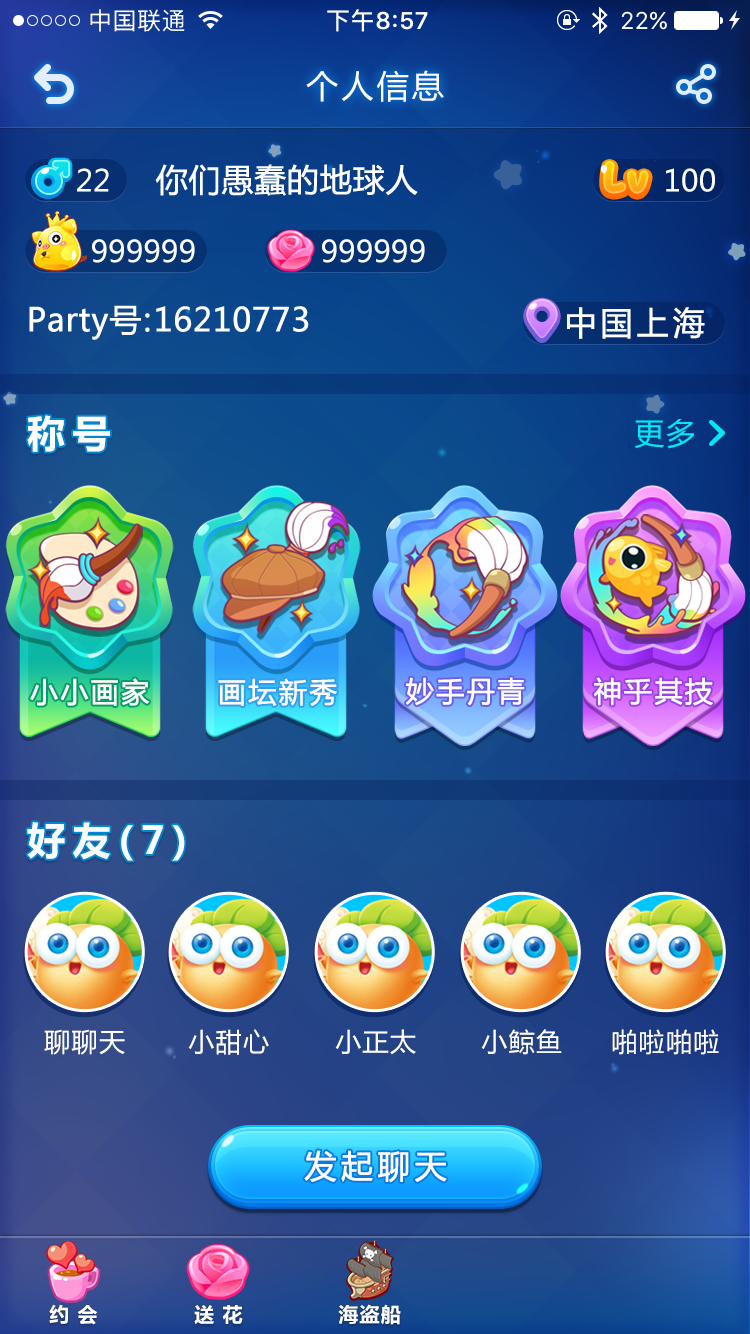 中国联通 下午8:57 22%
个人信息
22 你们愚蠢的地球人 Lv 100
999999 999999
Party号:16210773 中国上海
称号 更多
小小画家 画坛新秀 妙手丹青 神乎其技
好友(7)
聊聊天 小甜心 小正太 小鲸鱼 啪啦啪啦
发起聊天
约会 送花 海盗船